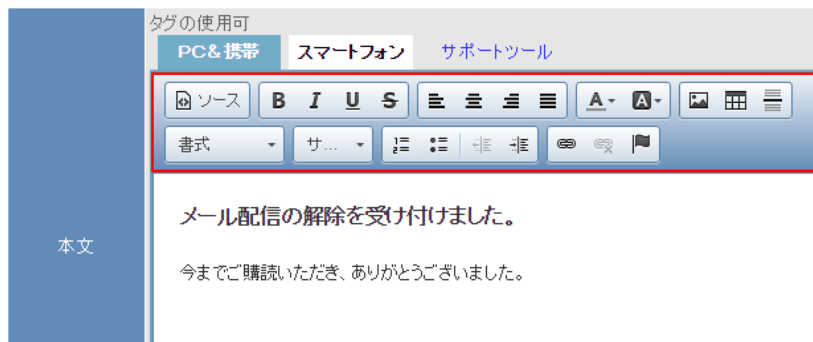 タグの使用可
PC&携帯 スマートフォン サポートツール
ソース B I U S A A
書式 サ...
本文
メール配信の解除を受け付けました。
今までご購読いただき、ありがとうございました。